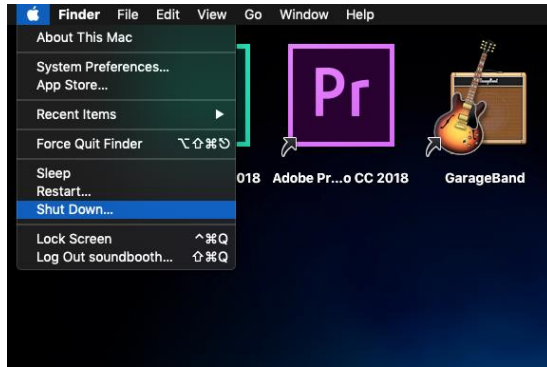 Finder File Edit View Go Window Help
About This Mac
System Preferences...
App Store...
Recent Items
Force Quit Finder ⌥⇧⌘⎋
Sleep
Restart...
Shut Down...
Lock Screen ^⌘Q
Log Out soundbooth... ⇧⌘Q
Pr
018 Adobe Pr...o CC 2018 GarageBand